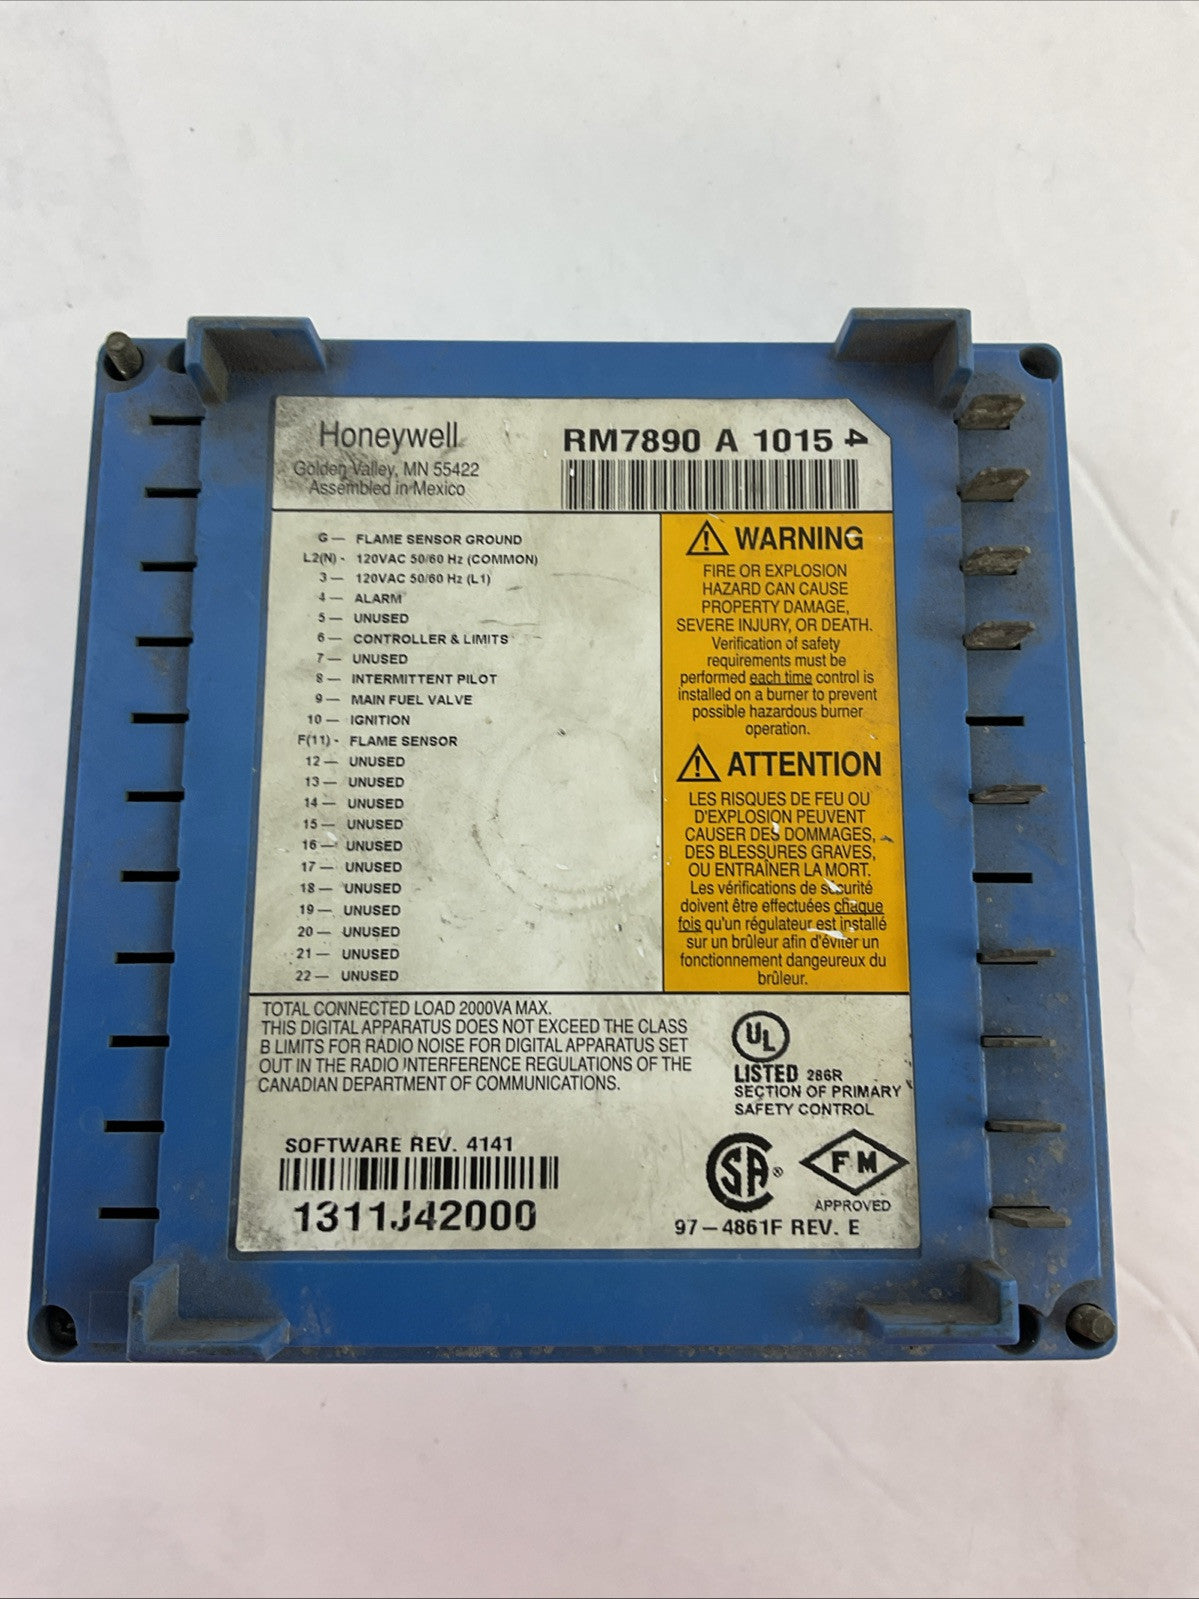 Honeywell
Golden Valley, MN 55422
Assembled in Mexico
RM7890 A 1015 4
G — FLAME SENSOR GROUND
L2(N) - 120VAC 50/60 Hz (COMMON)
3 — 120VAC 50/60 Hz (L1)
4 — ALARM
5 — UNUSED
6 — CONTROLLER & LIMITS
7 — UNUSED
8 — INTERMITTENT PILOT
9 — MAIN FUEL VALVE
10 — IGNITION
F(11) - FLAME SENSOR
12 — UNUSED
13 — UNUSED
14 — UNUSED
15 — UNUSED
16 — UNUSED
17 — UNUSED
18 — UNUSED
19 — UNUSED
20 — UNUSED
21 — UNUSED
22 — UNUSED
WARNING
FIRE OR EXPLOSION
HAZARD CAN CAUSE
PROPERTY DAMAGE,
SEVERE INJURY, OR DEATH.
Verification of safety
requirements must be
performed each time control is
installed on a burner to prevent
possible hazardous burner
operation.
ATTENTION
LES RISQUES DE FEU OU
D'EXPLOSION PEUVENT
CAUSER DES DOMMAGES,
DES BLESSURES GRAVES,
OU ENTRAÎNER LA MORT.
Les vérifications de sécurité
doivent être effectuées chaque
fois qu'un régulateur est installé
sur un brûleur afin d'éviter un
fonctionnement dangeureux du
brûleur.
TOTAL CONNECTED LOAD 2000VA MAX.
THIS DIGITAL APPARATUS DOES NOT EXCEED THE CLASS
B LIMITS FOR RADIO NOISE FOR DIGITAL APPARATUS SET
OUT IN THE RADIO INTERFERENCE REGULATIONS OF THE
CANADIAN DEPARTMENT OF COMMUNICATIONS.
UL
LISTED 286R
SECTION OF PRIMARY
SAFETY CONTROL
SOFTWARE REV. 4141
1311J42000
SA ®
FM
APPROVED
97-4861F REV. E